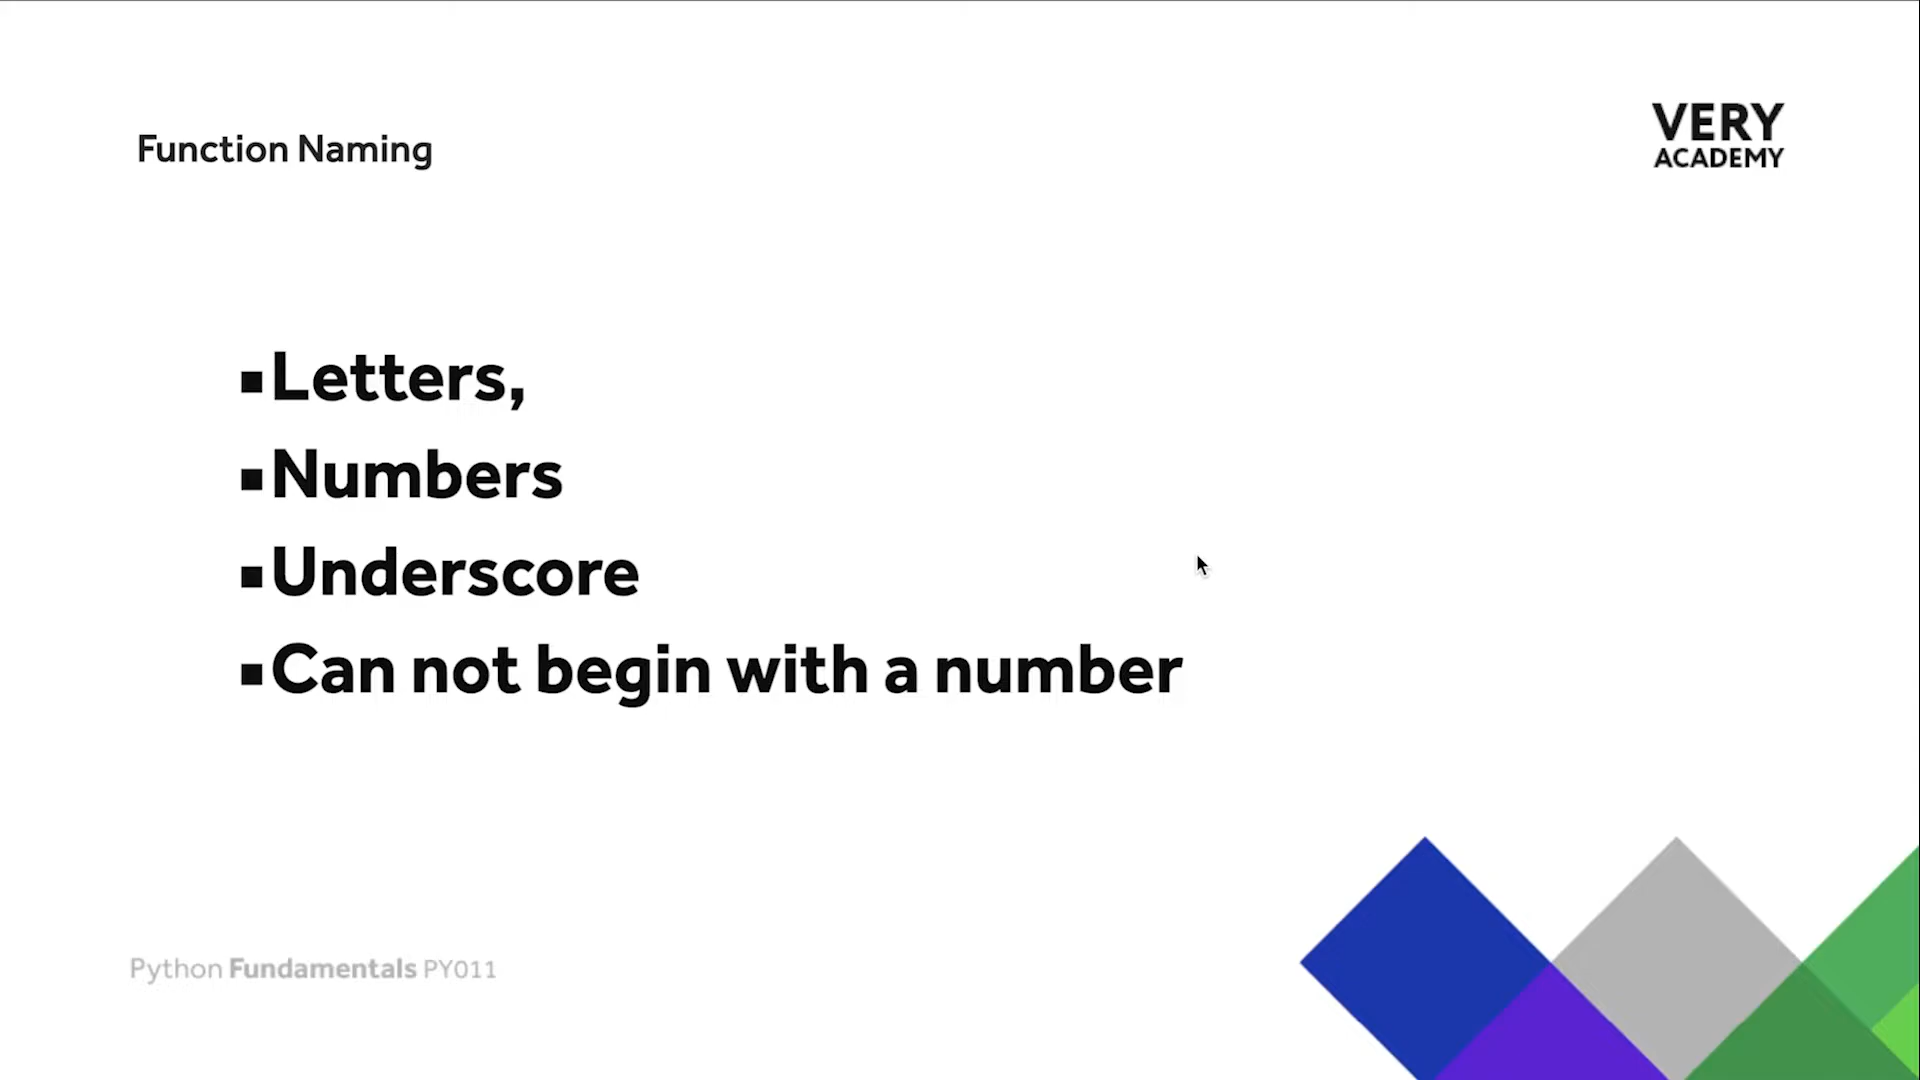 Function Naming
VERY
ACADEMY
▪Letters,
▪Numbers
▪Underscore
▪Can not begin with a number
Python Fundamentals PY011